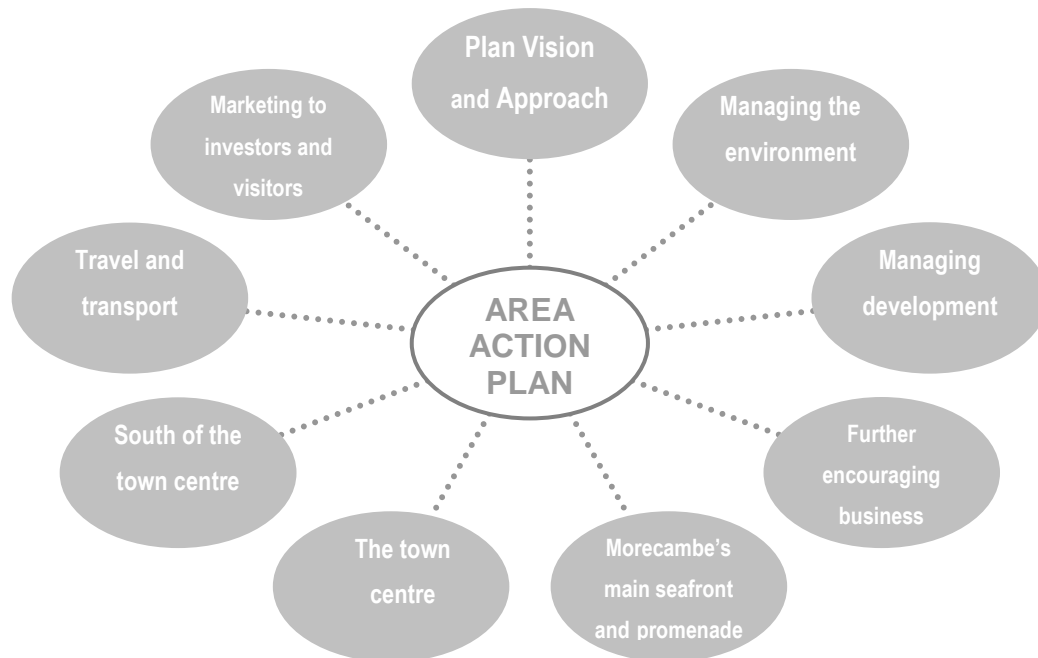 Plan Vision
and Approach
Managing the
environment
Managing
development
Further
encouraging
business
Morecambe’s
main seafront
and promenade
The town
centre
South of the
town centre
Travel and
transport
Marketing to
investors and
visitors
AREA
ACTION
PLAN